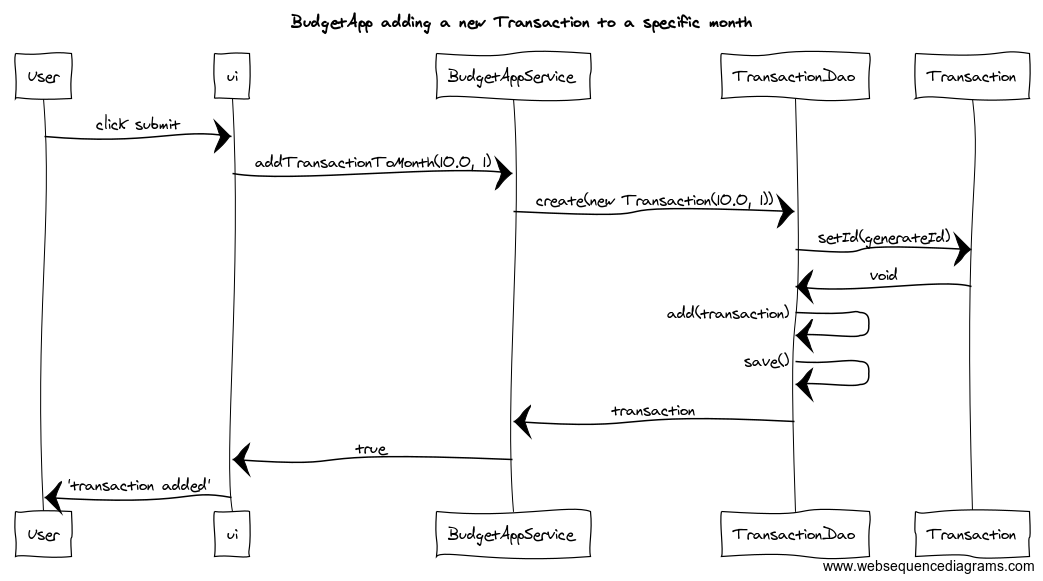 BudgetApp adding a new Transaction to a specific month
User
ui
BudgetAppService
TransactionDao
Transaction
click submit
addTransactionToMonth(10.0, 1)
create(new Transaction(10.0, 1))
setId(generateId)
void
add(transaction)
save()
transaction
true
'transaction added'
User
ui
BudgetAppService
TransactionDao
Transaction
www.websequencediagrams.com